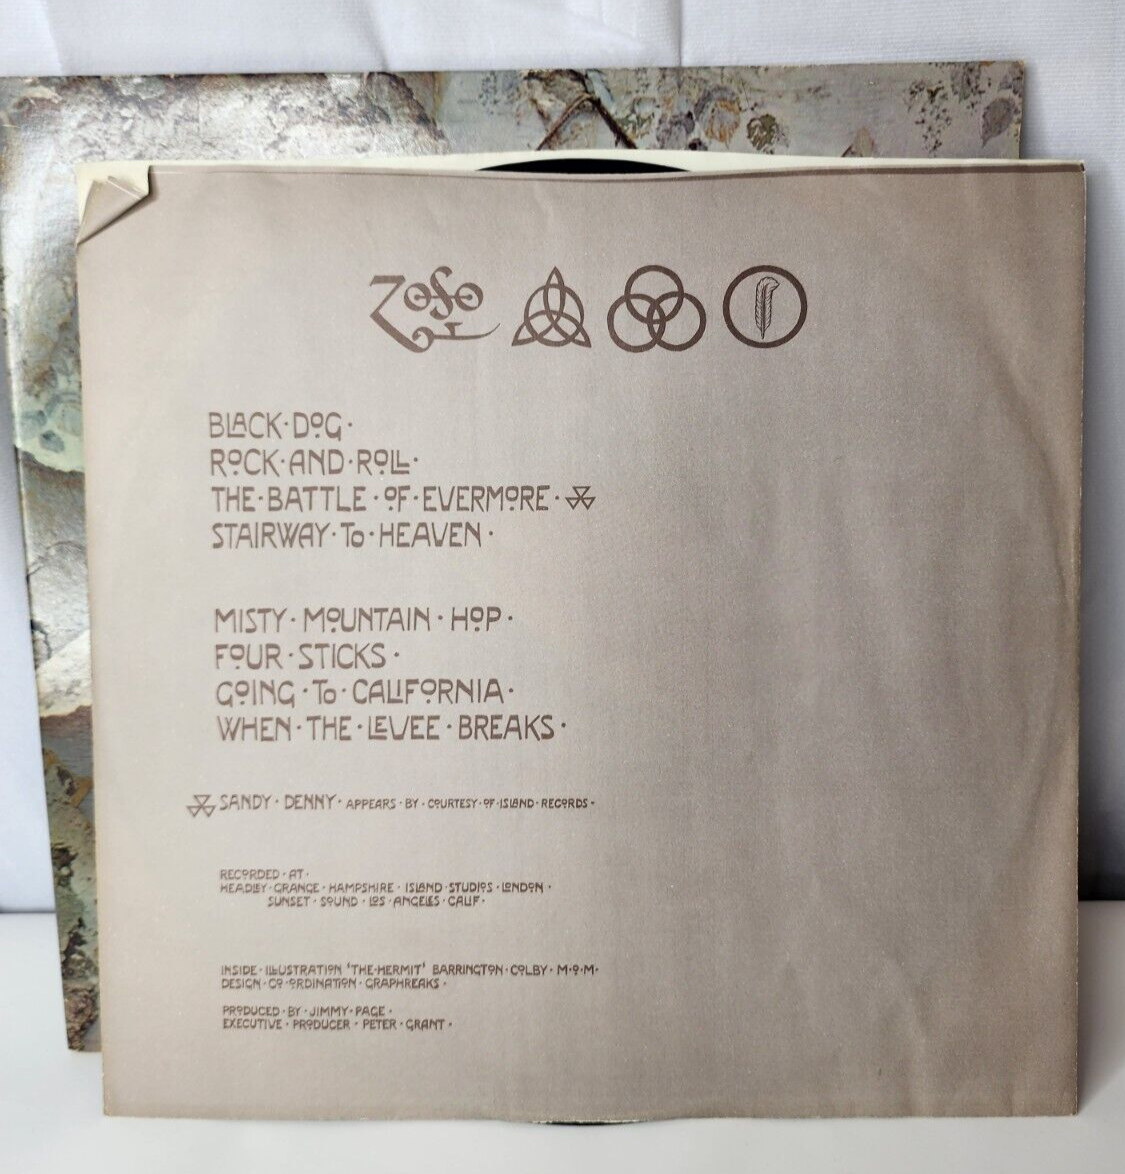 ZoSo
BLACK·DOG·
ROCK·AND·ROLL·
THE·BATTLE·OF·EVERMORE·
STAIRWAY·To·HEAVEN·
MISTY·MOUNTAIN·HOP·
FOUR·STICKS·
GOING·To·CALIFORNIA·
WHEN·THE·LEVEE·BREAKS·
SANDY·DENNY·APPEARS·BY·COURTESY·OF·ISLAND·RECORDS·
RECORDED·AT·
HEADLEY·GRANGE·HAMPSHIRE·ISLAND·STUDIOS·LONDON·
SUNSET·SOUND·LOS·ANGELES·CALIF·
INSIDE·ILLUSTRATION 'THE·HERMIT' BARRINGTON·COLBY·M·O·M·
DESIGN·CO·ORDINATION·GRAPHREAKS·
PRODUCED·BY·JIMMY·PAGE·
EXECUTIVE·PRODUCER·PETER·GRANT·